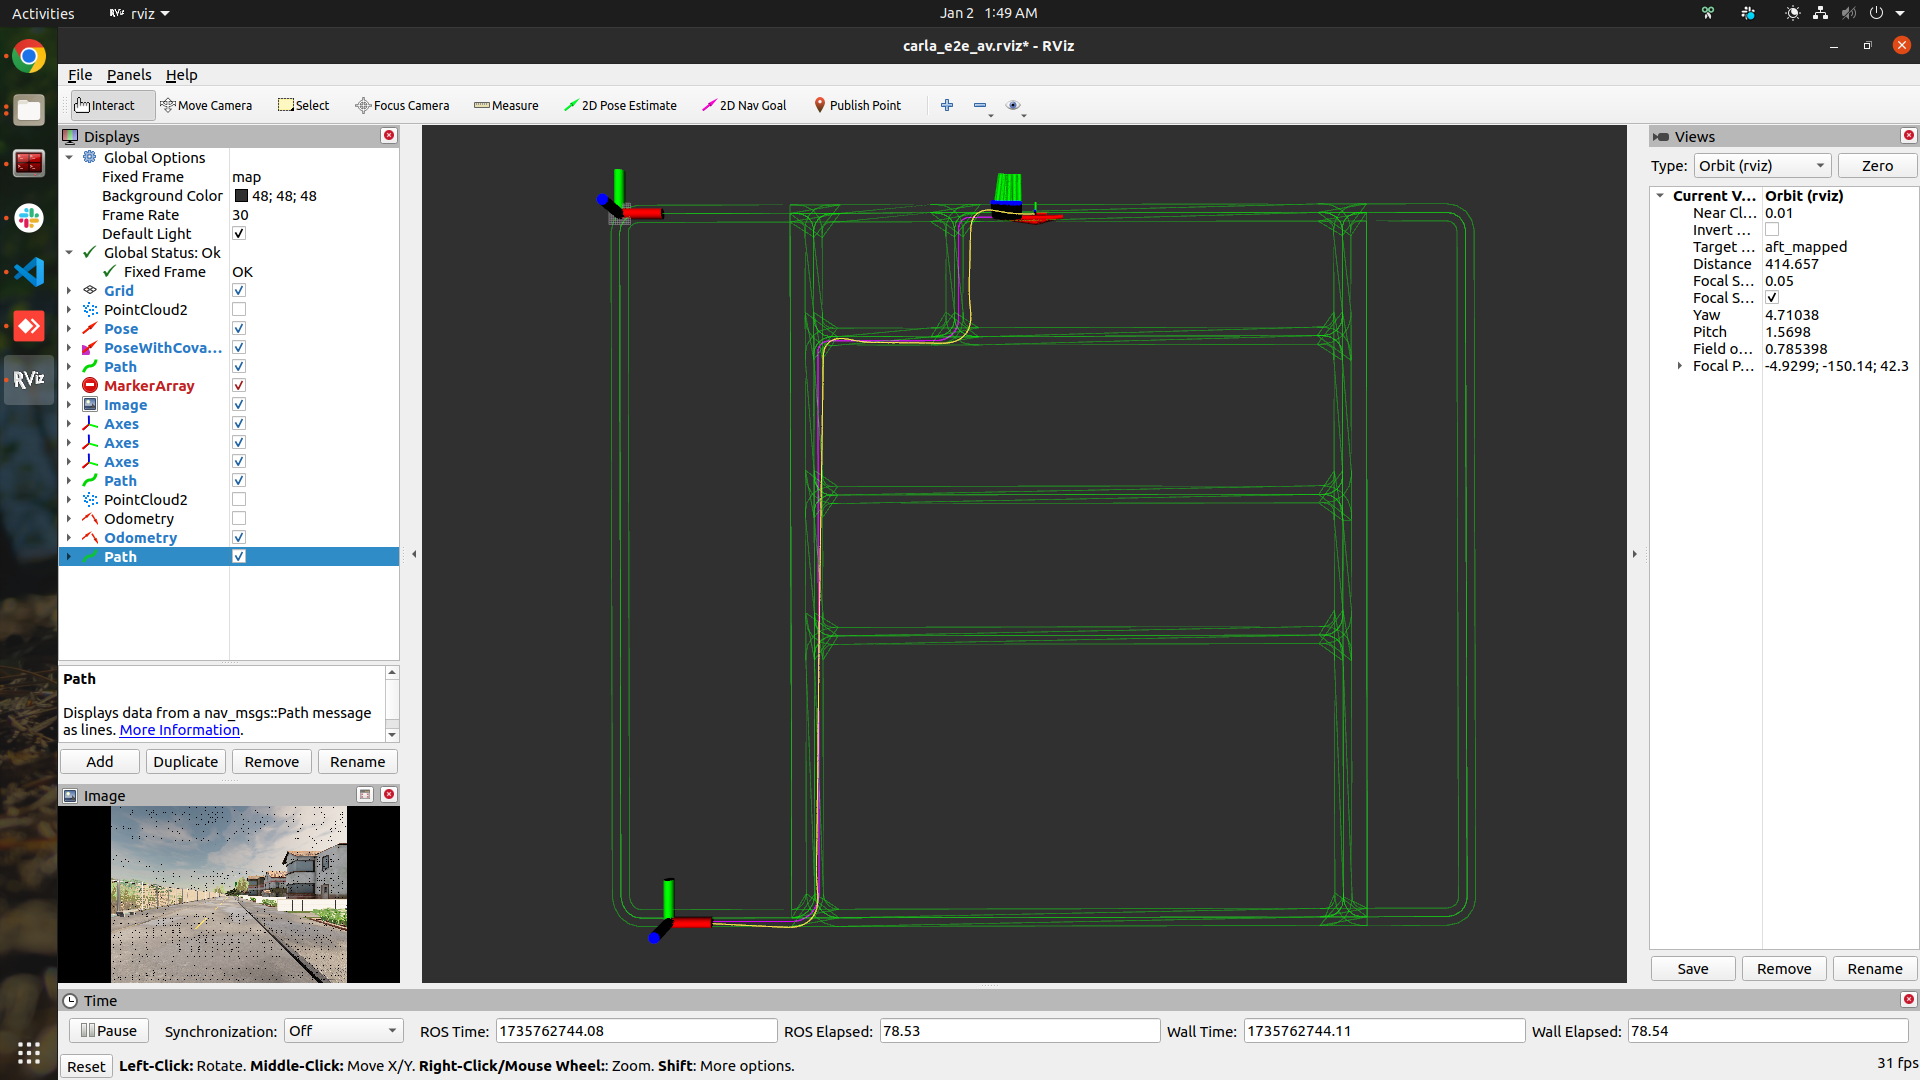 Activities
rviz
Jan 2 1:49 AM
carla_e2e_av.rviz* - RViz
File Panels Help
Interact Move Camera Select Focus Camera Measure 2D Pose Estimate 2D Nav Goal Publish Point
Displays
Global Options
Fixed Frame map
Background Color 48; 48; 48
Frame Rate 30
Default Light
Global Status: Ok
Fixed Frame OK
Grid
PointCloud2
Pose
PoseWithCova...
Path
MarkerArray
Image
Axes
Axes
Axes
Path
PointCloud2
Odometry
Odometry
Path
Path
Displays data from a nav_msgs::Path message
as lines. More Information.
Add Duplicate Remove Rename
Image
RViz
Views
Type: Orbit (rviz) Zero
Current V... Orbit (rviz)
Near Cl... 0.01
Invert ...
Target ... aft_mapped
Distance 414.657
Focal S... 0.05
Focal S...
Yaw 4.71038
Pitch 1.5698
Field o... 0.785398
Focal P... -4.9299; -150.14; 42.3
Save Remove Rename
Time
Pause Synchronization: Off ROS Time: 1735762744.08 ROS Elapsed: 78.53 Wall Time: 1735762744.11 Wall Elapsed: 78.54
Reset Left-Click: Rotate. Middle-Click: Move X/Y. Right-Click/Mouse Wheel:: Zoom. Shift: More options. 31 fps